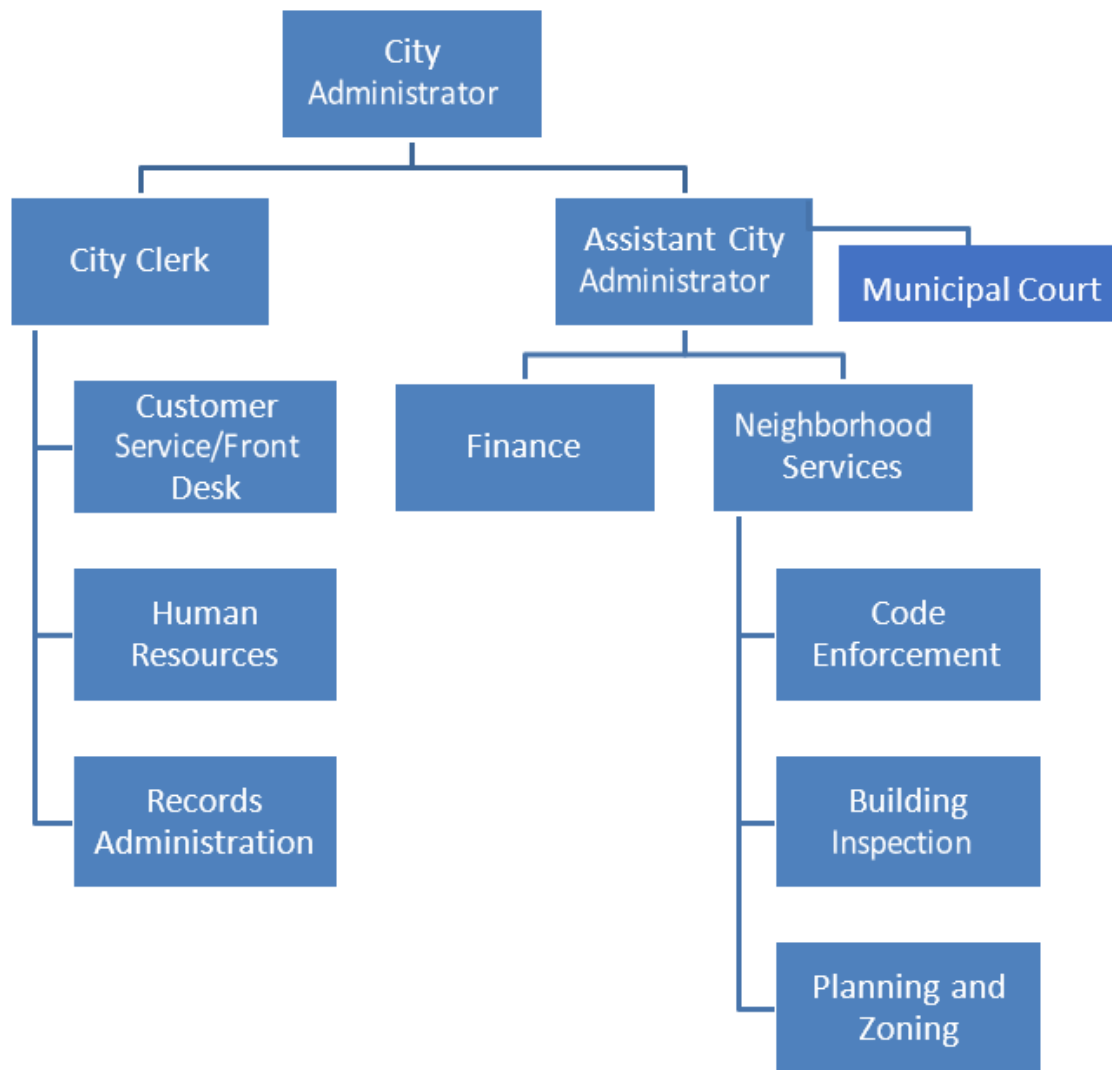 City
Administrator
City Clerk
Assistant City
Administrator
Municipal Court
Customer
Service/Front
Desk
Finance
Neighborhood
Services
Human
Resources
Code
Enforcement
Records
Administration
Building
Inspection
Planning and
Zoning